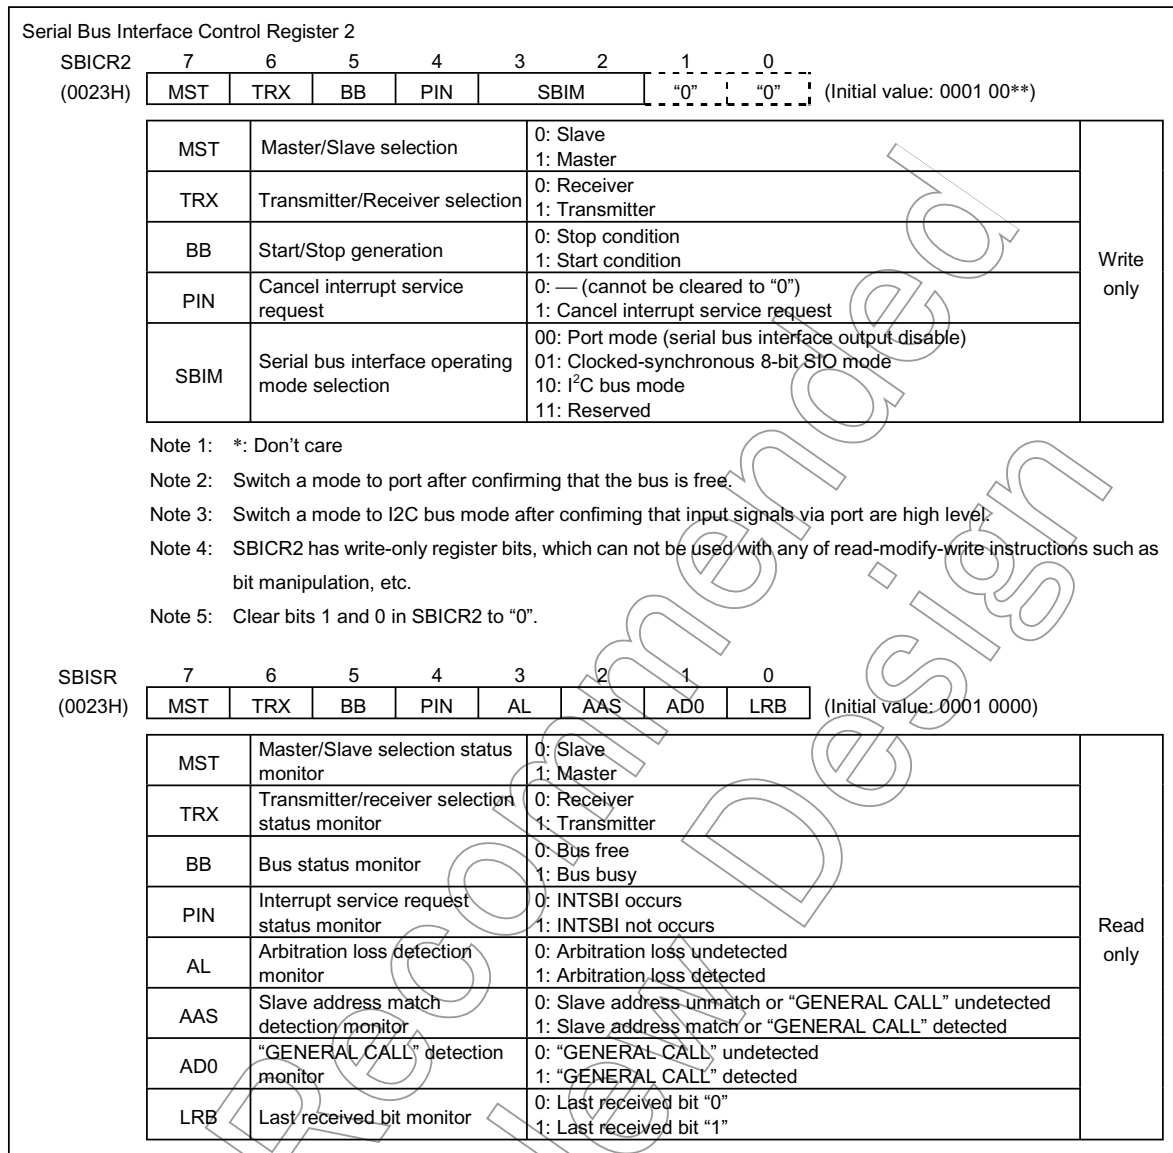 Serial Bus Interface Control Register 2
SBICR2 7 6 5 4 3 2 1 0
(0023H) MST TRX BB PIN SBIM “0” “0” (Initial value: 0001 00**)
MST Master/Slave selection 0: Slave
1: Master
TRX Transmitter/Receiver selection 0: Receiver
1: Transmitter
BB Start/Stop generation 0: Stop condition
1: Start condition
PIN Cancel interrupt service request 0: — (cannot be cleared to “0”)
1: Cancel interrupt service request
SBIM Serial bus interface operating mode selection 00: Port mode (serial bus interface output disable)
01: Clocked-synchronous 8-bit SIO mode
10: I²C bus mode
11: Reserved
Write only
Note 1: *: Don’t care
Note 2: Switch a mode to port after confirming that the bus is free.
Note 3: Switch a mode to I2C bus mode after confiming that input signals via port are high level.
Note 4: SBICR2 has write-only register bits, which can not be used with any of read-modify-write instructions such as
bit manipulation, etc.
Note 5: Clear bits 1 and 0 in SBICR2 to “0”.
SBISR 7 6 5 4 3 2 1 0
(0023H) MST TRX BB PIN AL AAS AD0 LRB (Initial value: 0001 0000)
MST Master/Slave selection status monitor 0: Slave
1: Master
TRX Transmitter/receiver selection status monitor 0: Receiver
1: Transmitter
BB Bus status monitor 0: Bus free
1: Bus busy
PIN Interrupt service request status monitor 0: INTSBI occurs
1: INTSBI not occurs
AL Arbitration loss detection monitor 0: Arbitration loss undetected
1: Arbitration loss detected
AAS Slave address match detection monitor 0: Slave address unmatch or “GENERAL CALL” undetected
1: Slave address match or “GENERAL CALL” detected
AD0 “GENERAL CALL” detection monitor 0: “GENERAL CALL” undetected
1: “GENERAL CALL” detected
LRB Last received bit monitor 0: Last received bit “0”
1: Last received bit “1”
Read only
Recommended
New Design